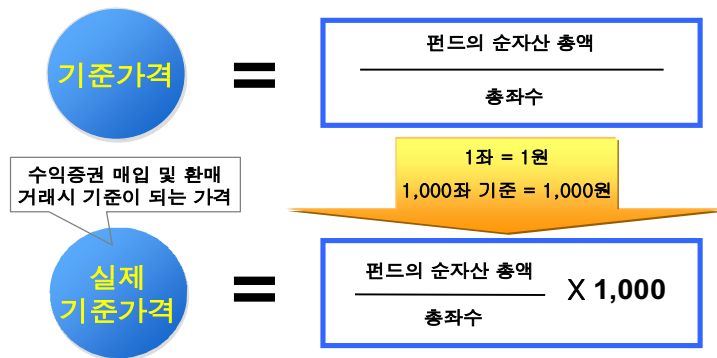 기준가격
=
펀드의 순자산 총액
총좌수
1좌 = 1원
1,000좌 기준 = 1,000원
수익증권 매입 및 환매
거래시 기준이 되는 가격
실제
기준가격
=
펀드의 순자산 총액
총좌수
X 1,000